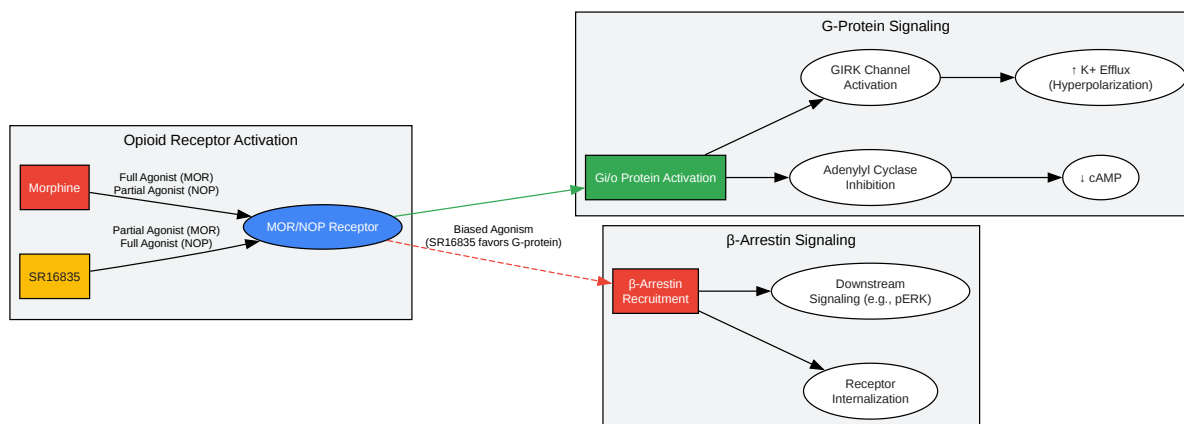 Opioid Receptor Activation
Morphine
Full Agonist (MOR)
Partial Agonist (NOP)
MOR/NOP Receptor
Partial Agonist (MOR)
Full Agonist (NOP)
SR16835
Biased Agonism
(SR16835 favors G-protein)
G-Protein Signaling
GIRK Channel
Activation
↑ K+ Efflux
(Hyperpolarization)
Gi/o Protein Activation
Adenylyl Cyclase
Inhibition
↓ cAMP
β-Arrestin Signaling
β-Arrestin
Recruitment
Downstream
Signaling (e.g., pERK)
Receptor
Internalization